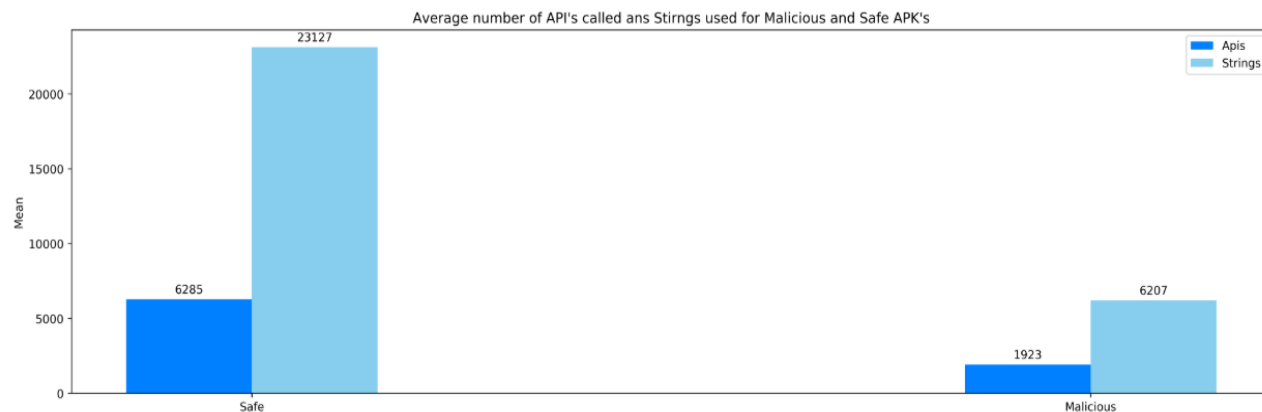 Average number of API's called ans Stirngs used for Malicious and Safe APK's
23127
Apis
Strings
20000
15000
Mean
10000
6285
6207
5000
1923
0
Safe
Malicious